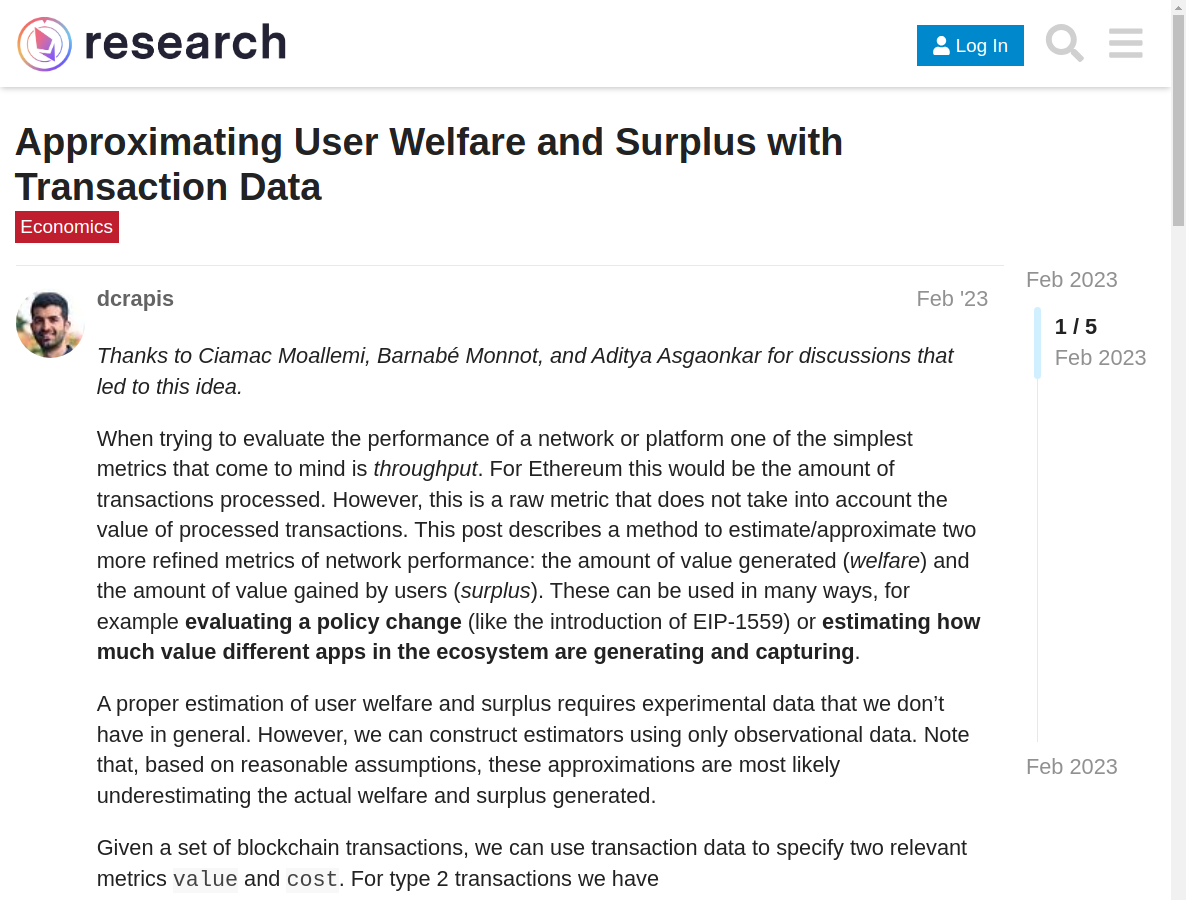 research
Log In
Approximating User Welfare and Surplus with
Transaction Data
Economics
dcrapis
Feb '23
Thanks to Ciamac Moallemi, Barnabé Monnot, and Aditya Asgaonkar for discussions that
led to this idea.
When trying to evaluate the performance of a network or platform one of the simplest
metrics that come to mind is throughput. For Ethereum this would be the amount of
transactions processed. However, this is a raw metric that does not take into account the
value of processed transactions. This post describes a method to estimate/approximate two
more refined metrics of network performance: the amount of value generated (welfare) and
the amount of value gained by users (surplus). These can be used in many ways, for
example evaluating a policy change (like the introduction of EIP-1559) or estimating how
much value different apps in the ecosystem are generating and capturing.
A proper estimation of user welfare and surplus requires experimental data that we don’t
have in general. However, we can construct estimators using only observational data. Note
that, based on reasonable assumptions, these approximations are most likely
underestimating the actual welfare and surplus generated.
Given a set of blockchain transactions, we can use transaction data to specify two relevant
metrics value and cost. For type 2 transactions we have
Feb 2023
1 / 5
Feb 2023
Feb 2023